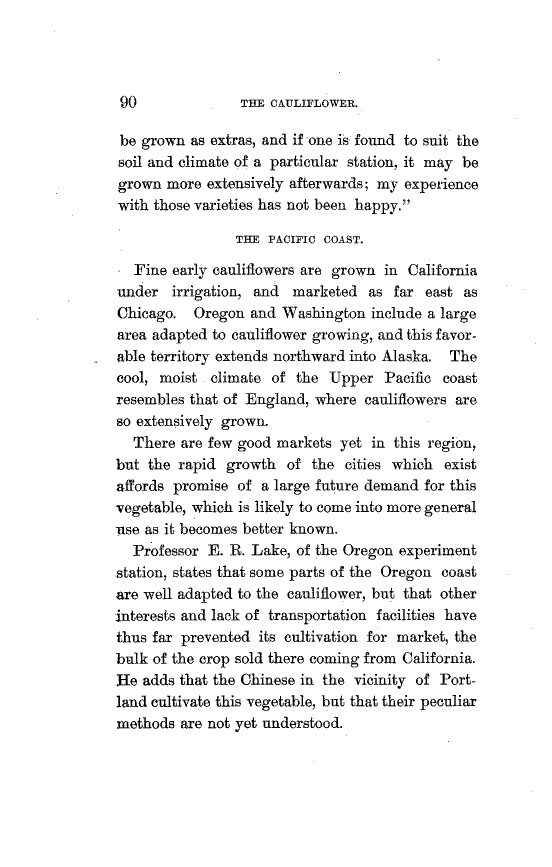 90 THE CAULIFLOWER.
be grown as extras, and if one is found to suit the
soil and climate of a particular station, it may be
grown more extensively afterwards; my experience
with those varieties has not been happy.”
THE PACIFIC COAST.
Fine early cauliflowers are grown in California
under irrigation, and marketed as far east as
Chicago. Oregon and Washington include a large
area adapted to cauliflower growing, and this favor-
able territory extends northward into Alaska. The
cool, moist climate of the Upper Pacific coast
resembles that of England, where cauliflowers are
so extensively grown.
There are few good markets yet in this region,
but the rapid growth of the cities which exist
affords promise of a large future demand for this
vegetable, which is likely to come into more general
use as it becomes better known.
Professor E. R. Lake, of the Oregon experiment
station, states that some parts of the Oregon coast
are well adapted to the cauliflower, but that other
interests and lack of transportation facilities have
thus far prevented its cultivation for market, the
bulk of the crop sold there coming from California.
He adds that the Chinese in the vicinity of Port-
land cultivate this vegetable, but that their peculiar
methods are not yet understood.